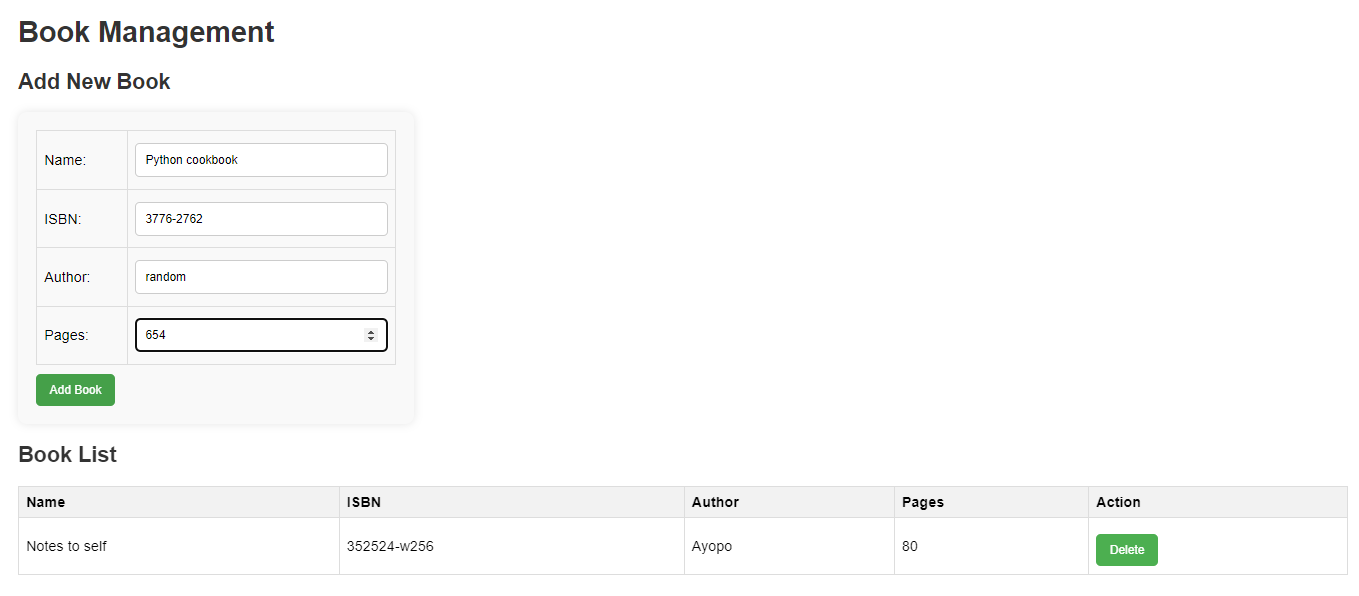 Book Management
Add New Book
Name: Python cookbook
ISBN: 3776-2762
Author: random
Pages: 654
Add Book
Book List
Name ISBN Author Pages Action
Notes to self 352524-w256 Ayopo 80 Delete